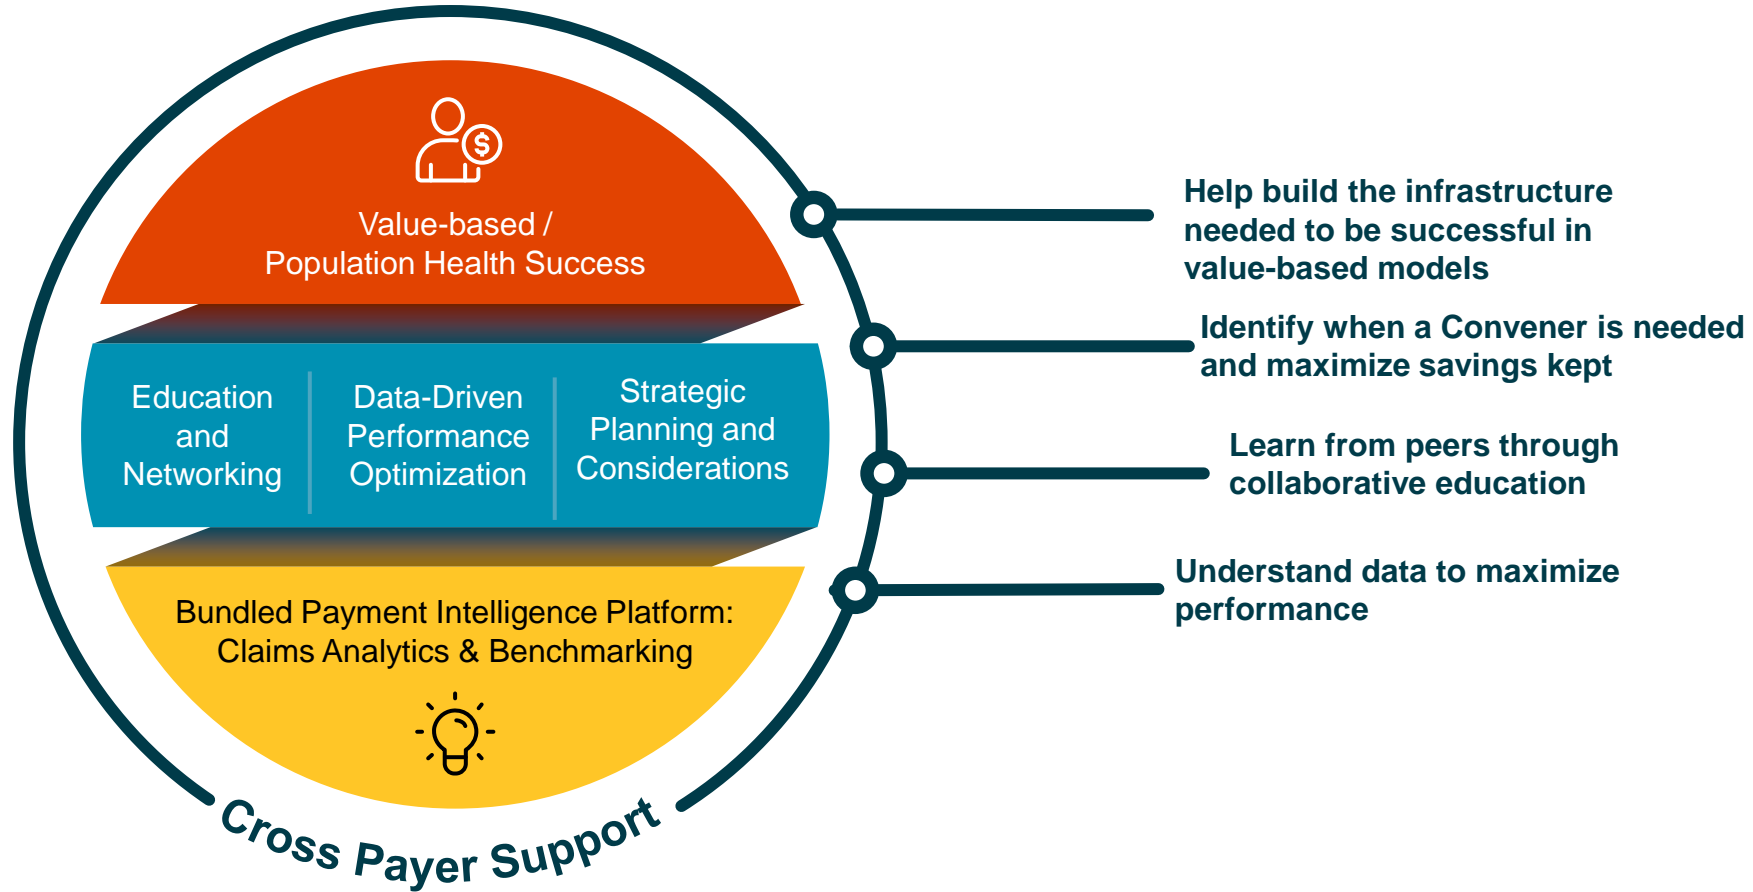 Value-based /
Population Health Success
Education
and
Networking
Data-Driven
Performance
Optimization
Strategic
Planning and
Considerations
Bundled Payment Intelligence Platform:
Claims Analytics & Benchmarking
Cross Payer Support
Help build the infrastructure
needed to be successful in
value-based models
Identify when a Convener is needed
and maximize savings kept
Learn from peers through
collaborative education
Understand data to maximize
performance
$